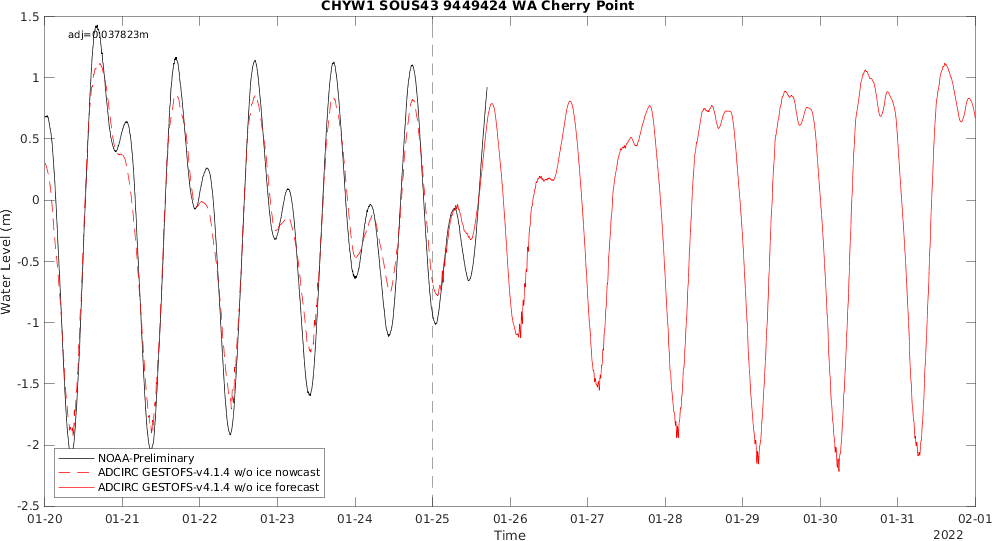 CHYW1 SOUS43 9449424 WA Cherry Point
adj=0.037823m
Water Level (m)
1.5
1
0.5
0
-0.5
-1
-1.5
-2
-2.5
NOAA-Preliminary
ADCIRC GESTOFS-v4.1.4 w/o ice nowcast
ADCIRC GESTOFS-v4.1.4 w/o ice forecast
01-20 01-21 01-22 01-23 01-24 01-25 01-26 01-27 01-28 01-29 01-30 01-31 02-01
Time
2022